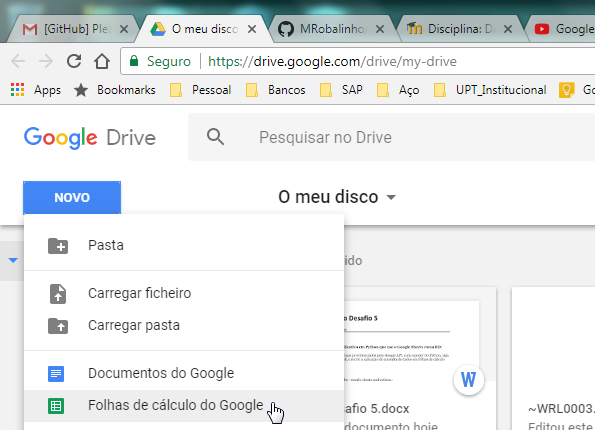 [GitHub] Ple
O meu disco
MRobalinho
Disciplina: De
Google
Seguro
https://drive.google.com/drive/my-drive
Apps
Pessoal
Bancos
SAP
Aço
UPT_Institucional
Go
Google Drive
Pesquisar no Drive
NOVO
O meu disco
Pasta
ido
Carregar ficheiro
Carregar pasta
o Desafio 5
Documentos do Google
W
Folhas de cálculo do Google
afio 5.docx
~WRL0003.
documento hoje
Editou este